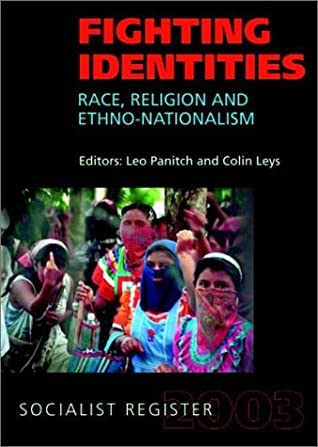 FIGHTING
IDENTITIES
RACE, RELIGION AND
ETHNO-NATIONALISM
Editors: Leo Panitch and Colin Leys
SOCIALIST REGISTER 2003